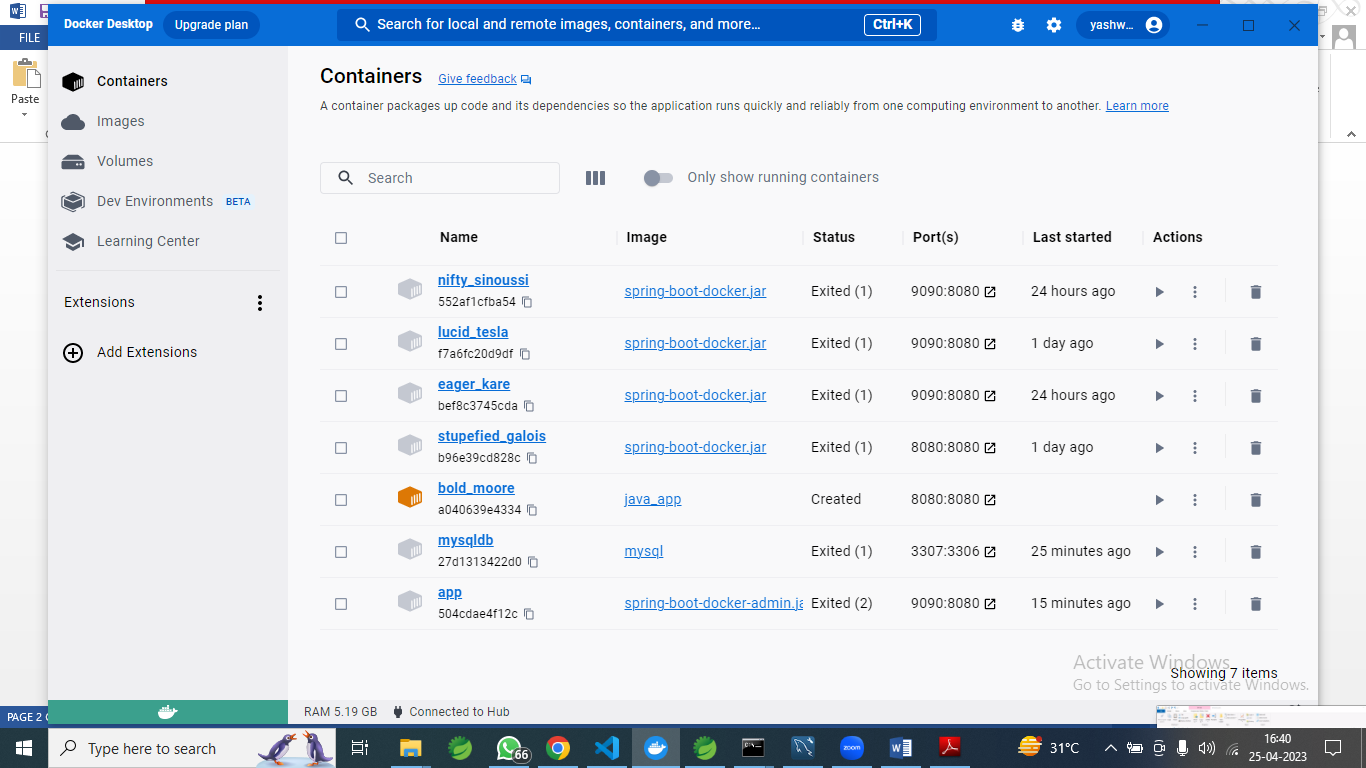 Docker Desktop
Upgrade plan
Search for local and remote images, containers, and more...
Ctrl+K
yashw...
FILE
Paste
Containers
Images
Volumes
Dev Environments BETA
Learning Center
Extensions
Add Extensions
Containers Give feedback
A container packages up code and its dependencies so the application runs quickly and reliably from one computing environment to another. Learn more
Search
Only show running containers
Name Image Status Port(s) Last started Actions
nifty_sinoussi
552af1cfba54
spring-boot-docker.jar Exited (1) 9090:8080 24 hours ago
lucid_tesla
f7a6fc20d9df
spring-boot-docker.jar Exited (1) 9090:8080 1 day ago
eager_kare
bef8c3745cda
spring-boot-docker.jar Exited (1) 9090:8080 24 hours ago
stupefied_galois
b96e39cd828c
spring-boot-docker.jar Exited (1) 8080:8080 1 day ago
bold_moore
a040639e4334
java_app Created 8080:8080
mysqldb
27d1313422d0
mysql Exited (1) 3307:3306 25 minutes ago
app
504cdae4f12c
spring-boot-docker-admin.ja Exited (2) 9090:8080 15 minutes ago
Activate Windows
Showing 7 items
Go to Settings to activate Windows.
PAGE 2
RAM 5.19 GB Connected to Hub
Type here to search
66
zoom
31°C
16:40
25-04-2023